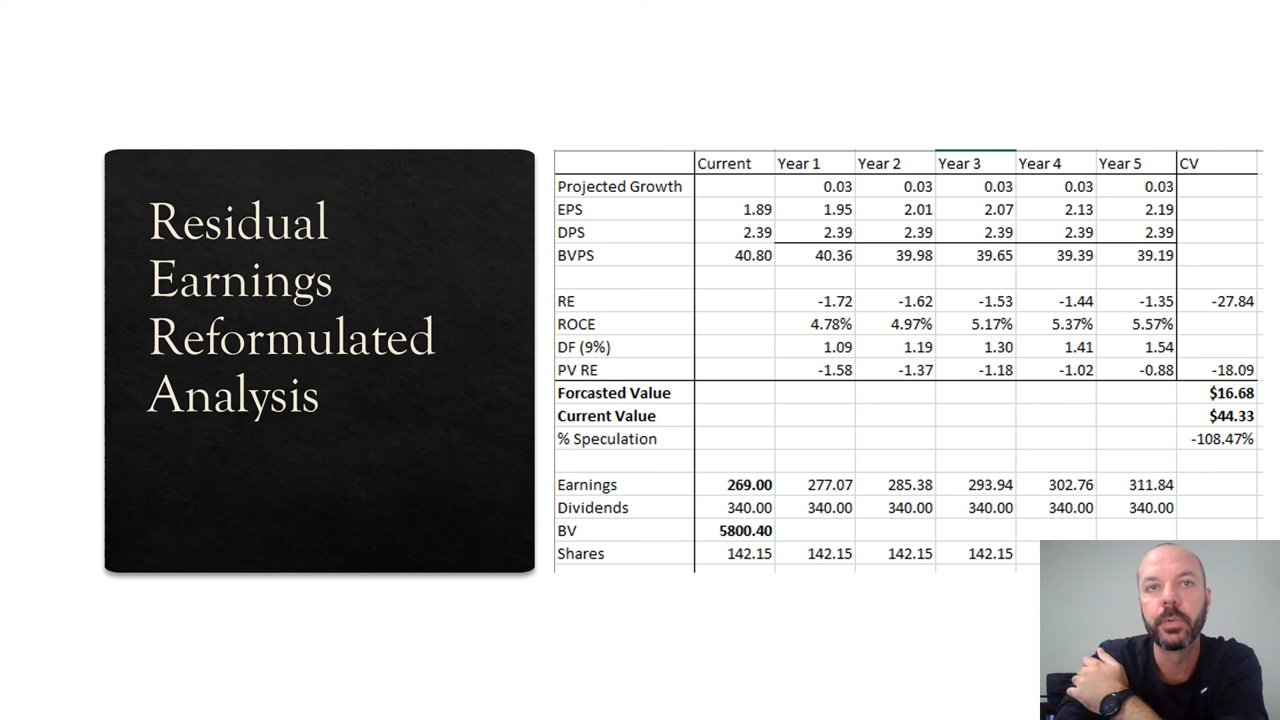 Residual
Earnings
Reformulated
Analysis
Current Year 1 Year 2 Year 3 Year 4 Year 5 CV
Projected Growth 0.03 0.03 0.03 0.03 0.03
EPS 1.89 1.95 2.01 2.07 2.13 2.19
DPS 2.39 2.39 2.39 2.39 2.39 2.39
BVPS 40.80 40.36 39.98 39.65 39.39 39.19
RE -1.72 -1.62 -1.53 -1.44 -1.35 -27.84
ROCE 4.78% 4.97% 5.17% 5.37% 5.57%
DF (9%) 1.09 1.19 1.30 1.41 1.54
PV RE -1.58 -1.37 -1.18 -1.02 -0.88 -18.09
Forcasted Value $16.68
Current Value $44.33
% Speculation -108.47%
Earnings 269.00 277.07 285.38 293.94 302.76 311.84
Dividends 340.00 340.00 340.00 340.00 340.00 340.00
BV 5800.40
Shares 142.15 142.15 142.15 142.15